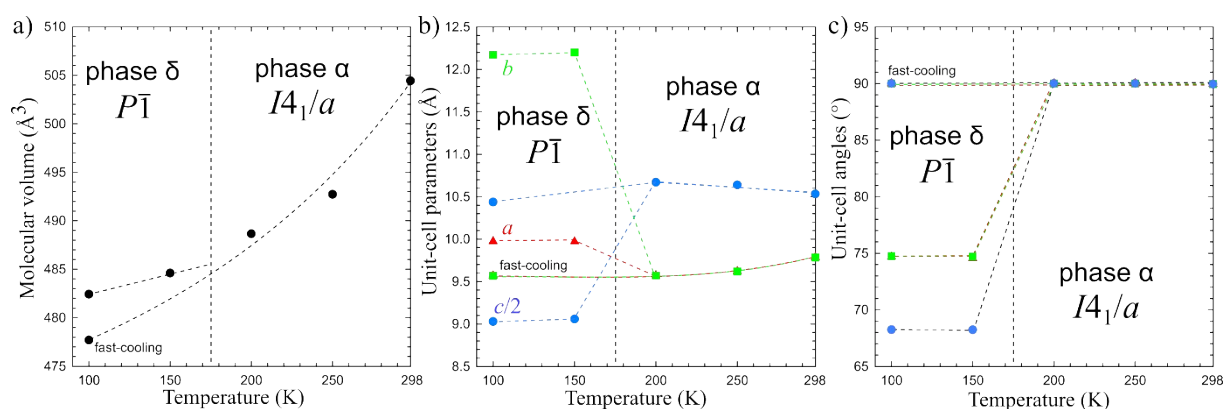 a)
510
505
500
495
490
485
480
475
Molecular volume (Å³)
phase δ
P1̄
phase α
I4₁/a
fast-cooling
100
150
200
250
298
Temperature (K)
b)
12.5
12.0
11.5
11.0
10.5
10.0
9.5
9.0
8.5
Unit-cell parameters (Å)
b
phase δ
P1̄
phase α
I4₁/a
a
fast-cooling
c/2
100
150
200
250
298
Temperature (K)
c)
95
90
85
80
75
70
65
Unit-cell angles (°)
fast-cooling
phase δ
P1̄
phase α
I4₁/a
100
150
200
250
298
Temperature (K)